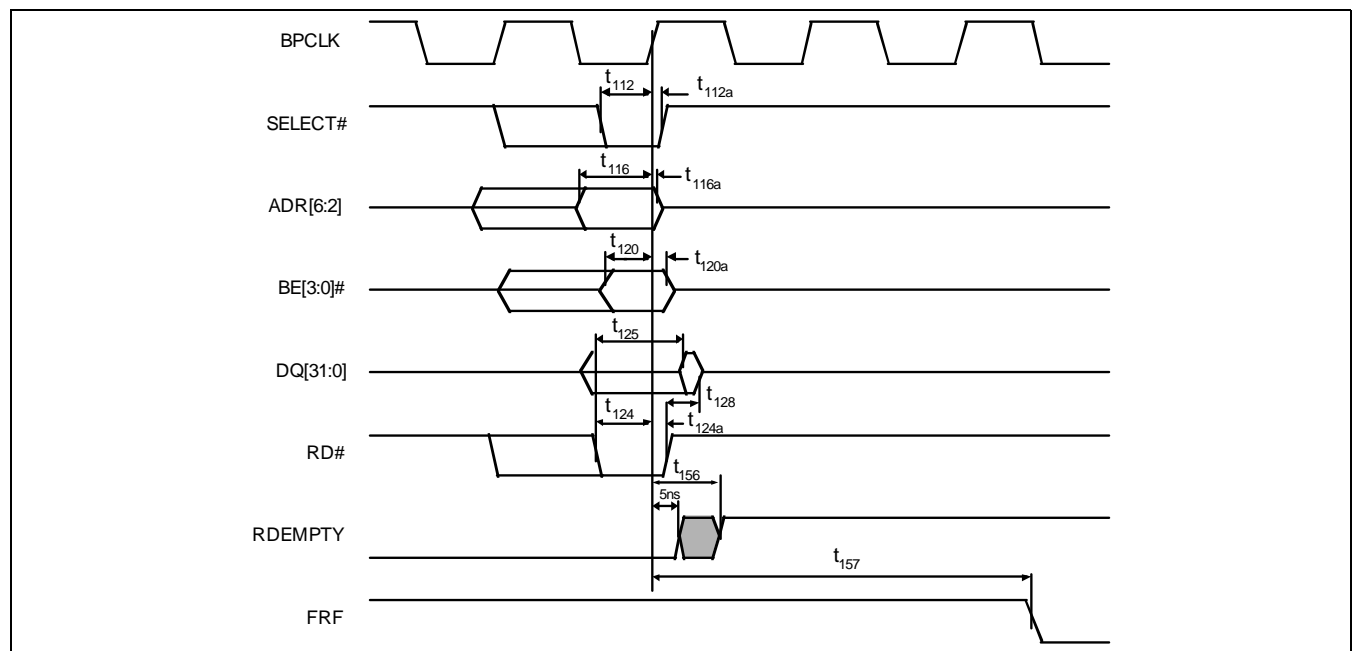 BPCLK
t112
t112a
SELECT#
t116
t116a
ADR[6:2]
t120
t120a
BE[3:0]#
t125
DQ[31:0]
t128
t124
t124a
RD#
t156
5ns
RDEMPTY
t157
FRF